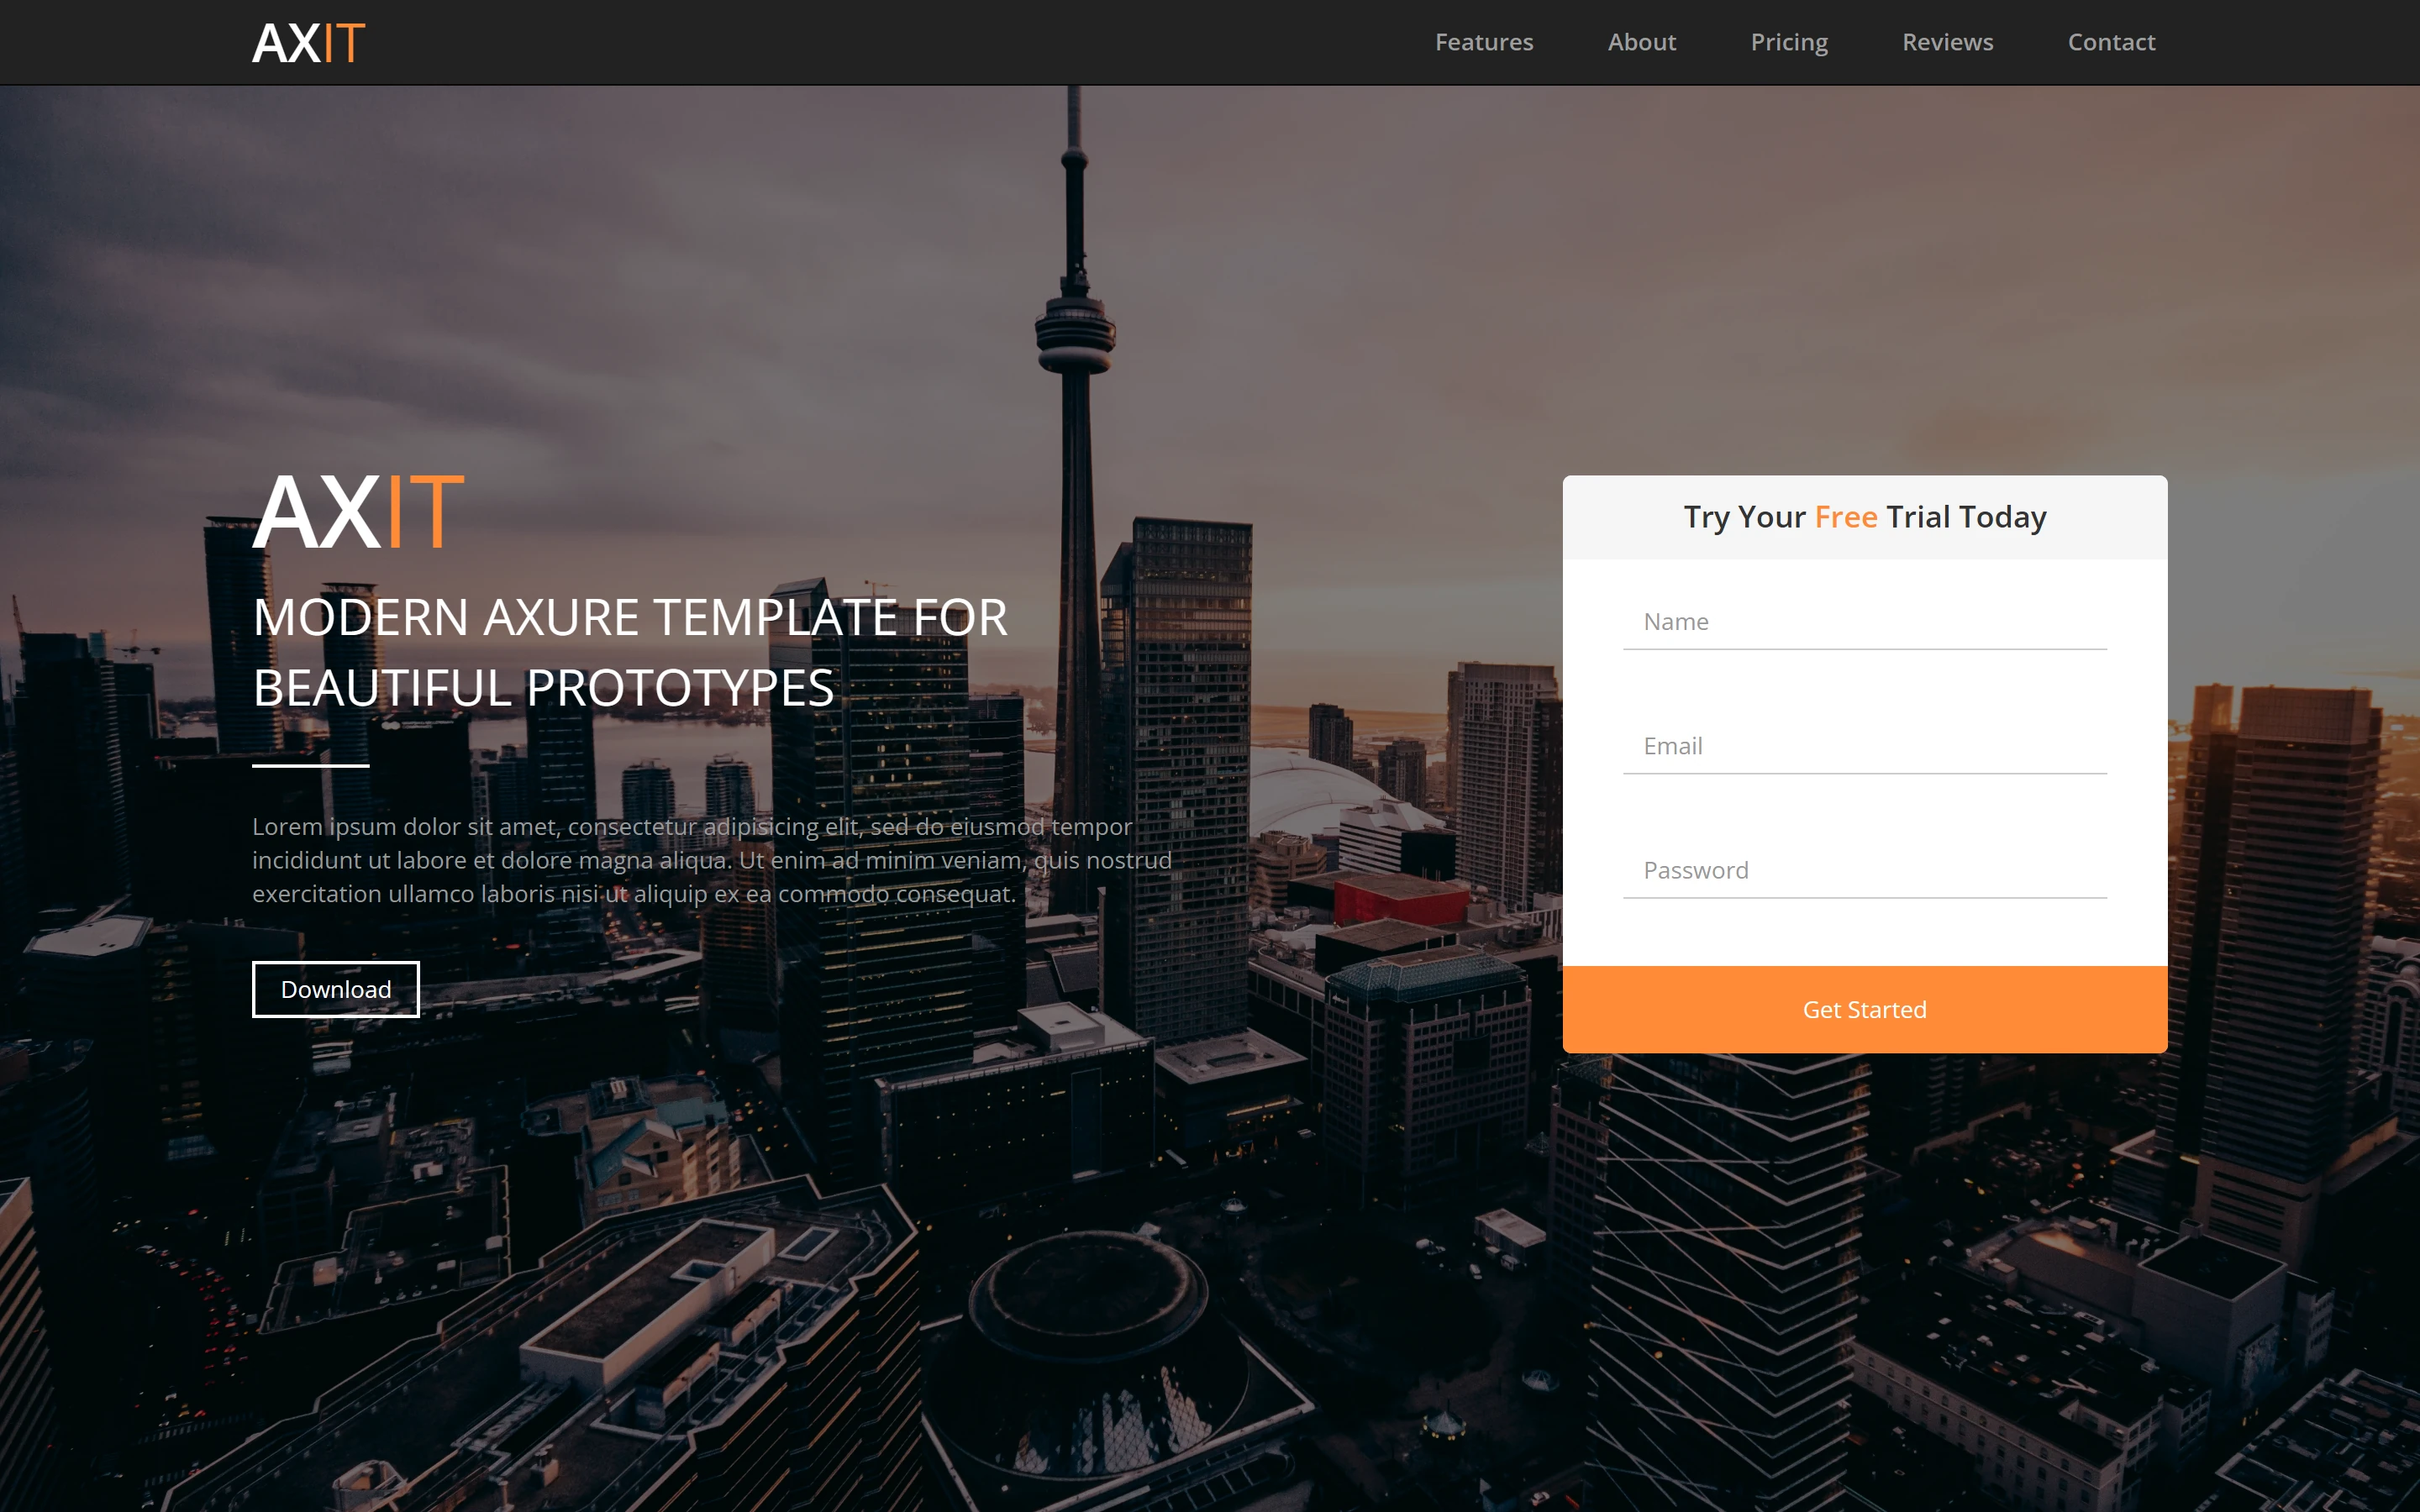 AXIT
Features
About
Pricing
Reviews
Contact
AXIT
MODERN AXURE TEMPLATE FOR
BEAUTIFUL PROTOTYPES
Lorem ipsum dolor sit amet, consectetur adipisicing elit, sed do eiusmod tempor
incididunt ut labore et dolore magna aliqua. Ut enim ad minim veniam, quis nostrud
exercitation ullamco laboris nisi ut aliquip ex ea commodo consequat.
Download
Try Your Free Trial Today
Name
Email
Password
Get Started